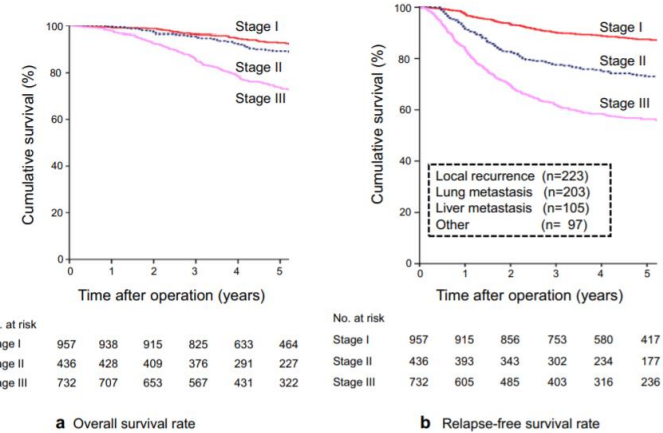 Cumulative survival (%)
100
80
60
40
20
0
Stage I
Stage II
Stage III
0 1 2 3 4 5
Time after operation (years)
. at risk
ge I 957 938 915 825 633 464
ge II 436 428 409 376 291 227
ge III 732 707 653 567 431 322
a Overall survival rate
Cumulative survival (%)
100
80
60
40
20
0
Stage I
Stage II
Stage III
Local recurrence (n=223)
Lung metastasis (n=203)
Liver metastasis (n=105)
Other (n= 97)
0 1 2 3 4 5
Time after operation (years)
No. at risk
Stage I 957 915 856 753 580 417
Stage II 436 393 343 302 234 177
Stage III 732 605 485 403 316 236
b Relapse-free survival rate